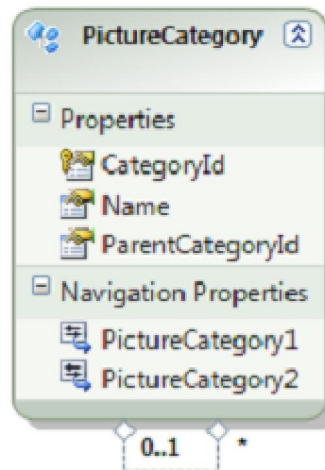 PictureCategory
Properties
CategoryId
Name
ParentCategoryId
Navigation Properties
PictureCategory1
PictureCategory2
0..1 *